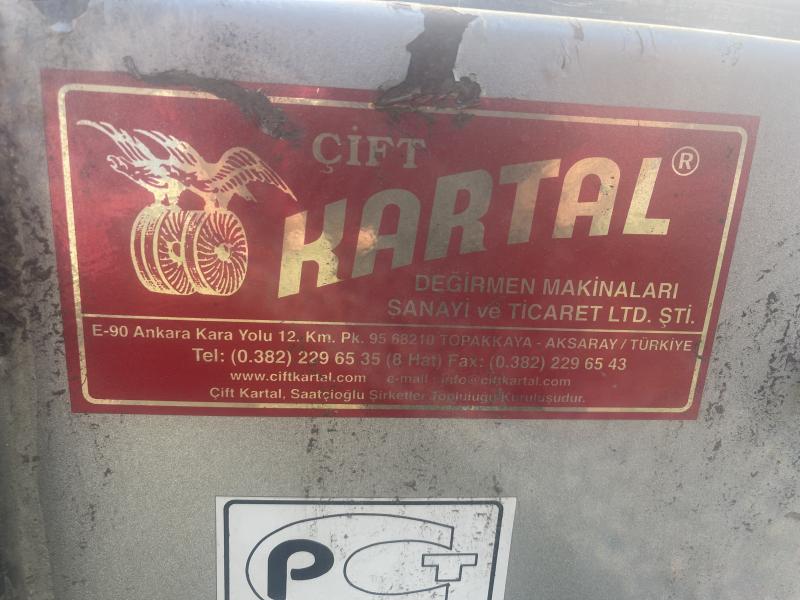 ÇİFT
KARTAL®
DEĞİRMEN MAKİNALARI
SANAYİ ve TİCARET LTD. ŞTİ.
E-90 Ankara Kara Yolu 12. Km. Pk. 95 68210 TOPAKKAYA - AKSARAY / TÜRKİYE
Tel: (0.382) 229 65 35 (8 Hat) Fax: (0.382) 229 65 43
www.ciftkartal.com e-mail : info@ciftkartal.com
Çift Kartal, Saatçioğlu Şirketler Topluluğu Kuruluşudur.
PCT